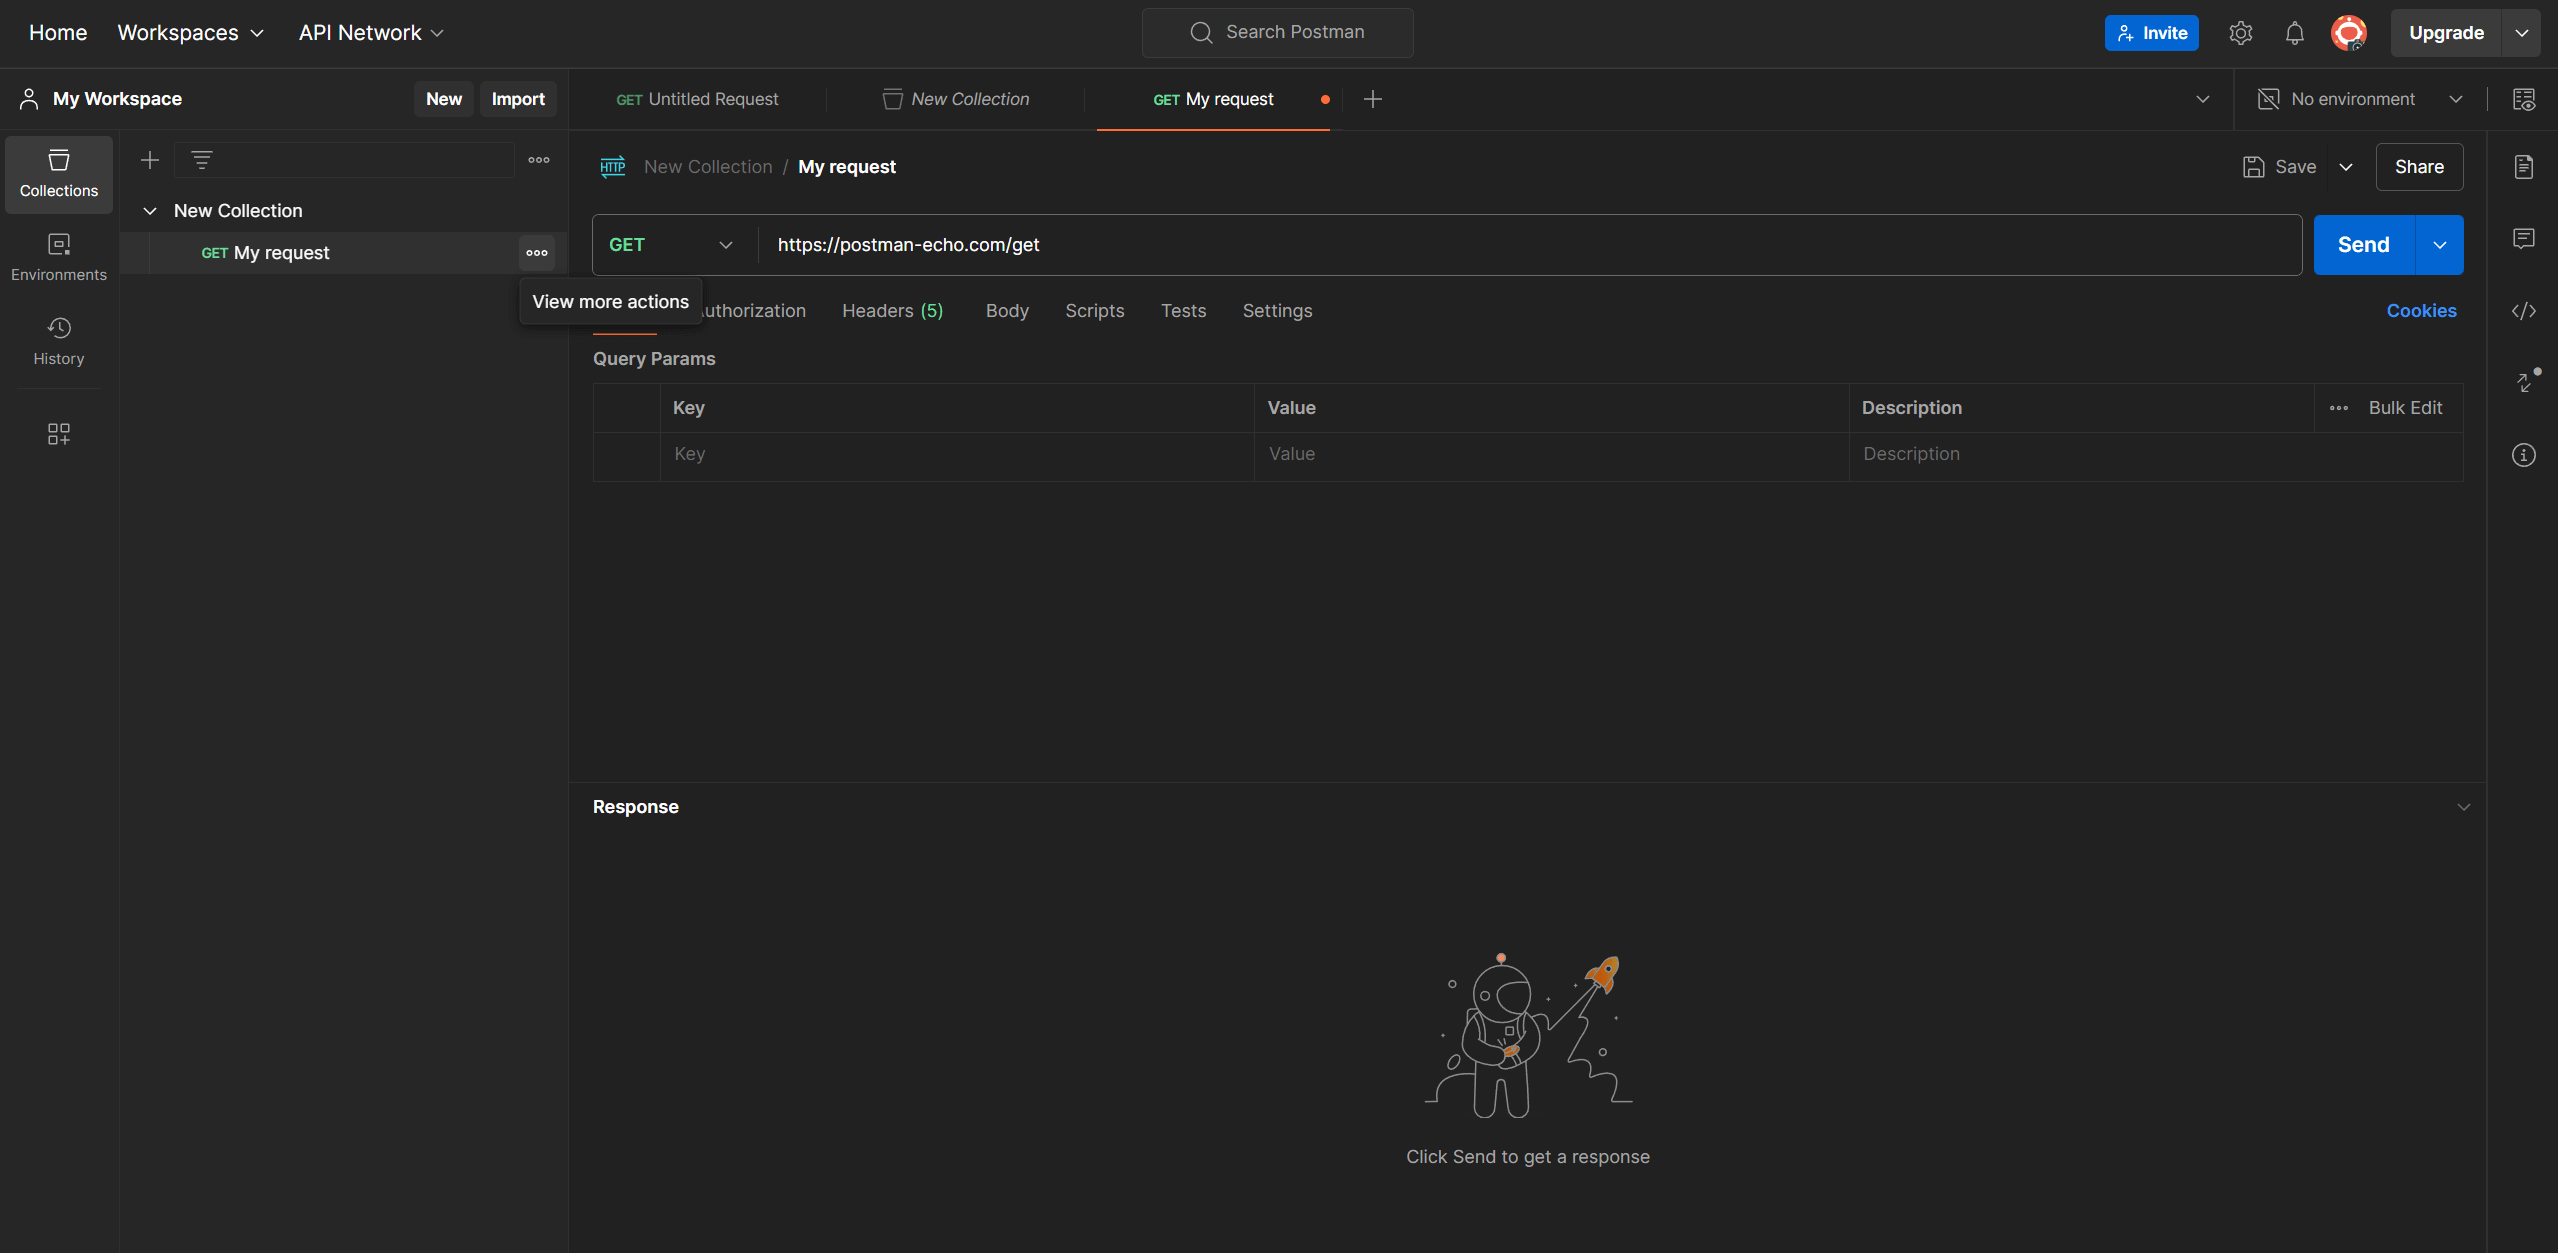 Home Workspaces API Network Search Postman Invite Upgrade
My Workspace New Import GET Untitled Request New Collection GET My request No environment
Collections
Environments
History
New Collection
GET My request
View more actions
HTTP New Collection / My request Save Share
GET https://postman-echo.com/get Send
uthorization Headers (5) Body Scripts Tests Settings Cookies
Query Params
Key Value Description Bulk Edit
Key Value Description
Response
Click Send to get a response